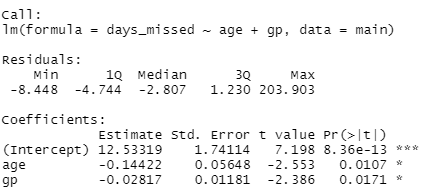 Call:
lm(formula = days_missed ~ age + gp, data = main)
Residuals:
Min 1Q Median 3Q Max
-8.448 -4.744 -2.807 1.230 203.903
Coefficients:
Estimate Std. Error t value Pr(>|t|)
(Intercept) 12.53319 1.74114 7.198 8.36e-13 ***
age -0.14422 0.05648 -2.553 0.0107 *
gp -0.02817 0.01181 -2.386 0.0171 *